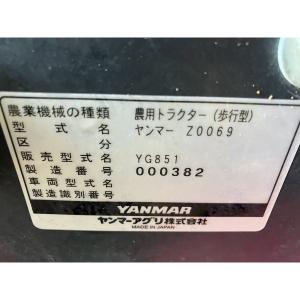 農業機械の種類 農用トラクター(歩行型)
型式名 ヤンマー Z0069
区分
販売型式名 YG851
製造番号 000382
車両型式名
製造識別番号
YANMAR
ヤンマーアグリ株式会社
MADE IN JAPAN